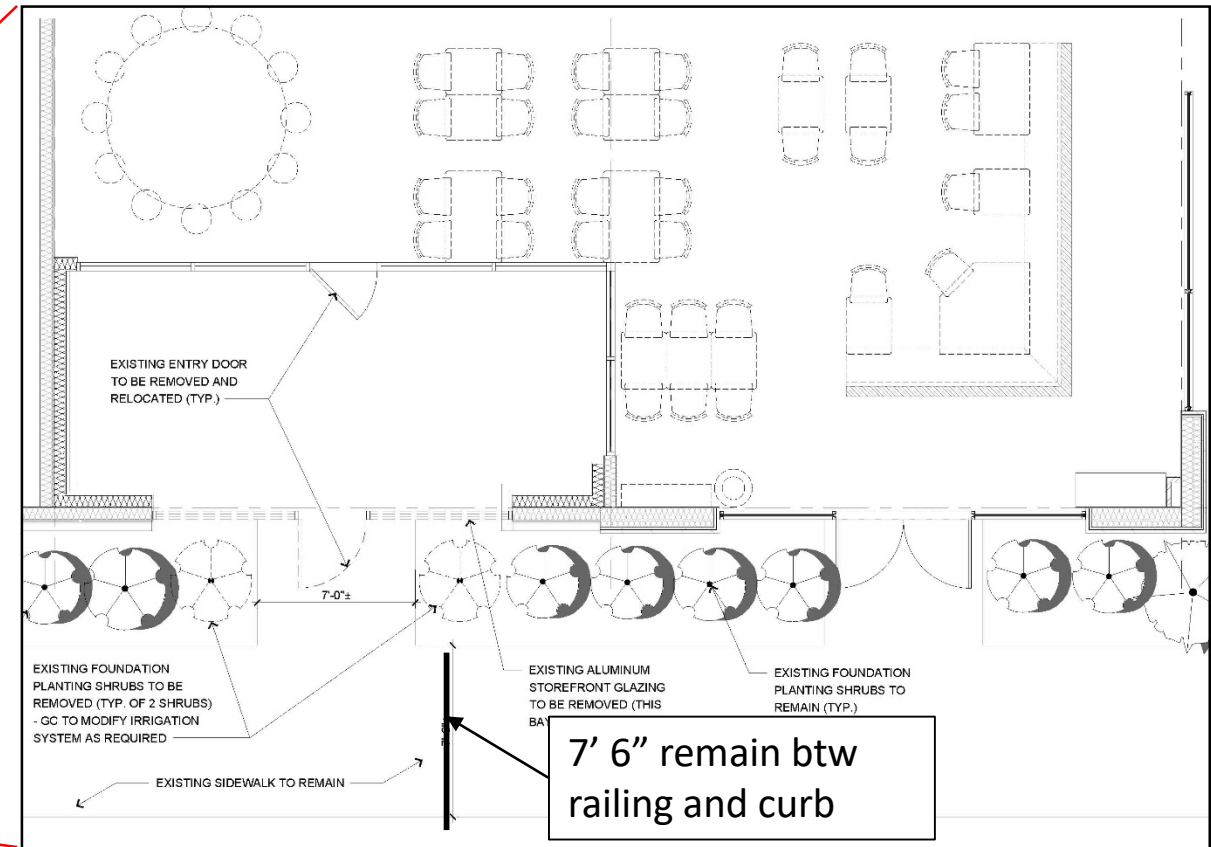 EXISTING ENTRY DOOR
TO BE REMOVED AND
RELOCATED (TYP.)
7'-0"±
EXISTING FOUNDATION
PLANTING SHRUBS TO BE
REMOVED (TYP. OF 2 SHRUBS)
- GC TO MODIFY IRRIGATION
SYSTEM AS REQUIRED
EXISTING ALUMINUM
STOREFRONT GLAZING
TO BE REMOVED (THIS
EXISTING FOUNDATION
PLANTING SHRUBS TO
REMAIN (TYP.)
7’ 6” remain btw
railing and curb
EXISTING SIDEWALK TO REMAIN